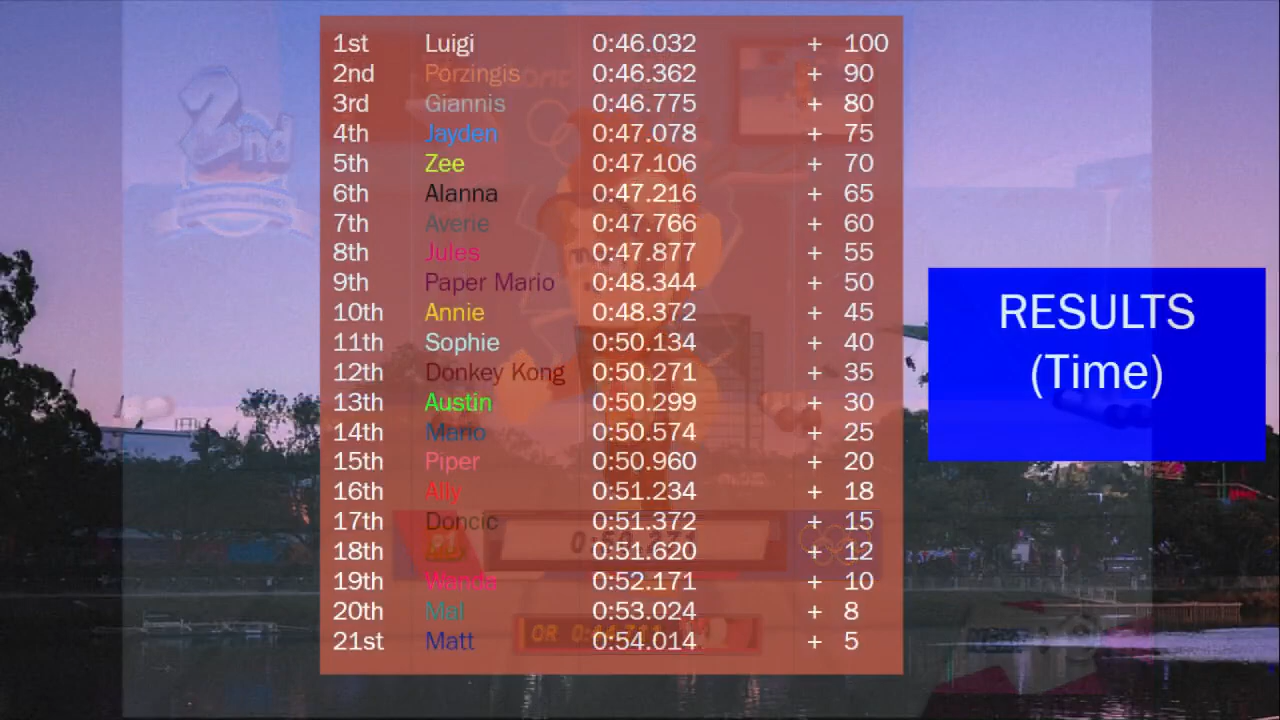 1st Luigi 0:46.032 + 100
2nd Porzingis 0:46.362 + 90
3rd Giannis 0:46.775 + 80
4th Jayden 0:47.078 + 75
5th Zee 0:47.106 + 70
6th Alanna 0:47.216 + 65
7th Averie 0:47.766 + 60
8th Jules 0:47.877 + 55
9th Paper Mario 0:48.344 + 50
10th Annie 0:48.372 + 45
11th Sophie 0:50.134 + 40
12th Donkey Kong 0:50.271 + 35
13th Austin 0:50.299 + 30
14th Mario 0:50.574 + 25
15th Piper 0:50.960 + 20
16th Ally 0:51.234 + 18
17th Doncic 0:51.372 + 15
18th 0:51.620 + 12
19th Wanda 0:52.171 + 10
20th Mal 0:53.024 + 8
21st Matt 0:54.014 + 5
RESULTS
(Time)
2nd
P1
OR